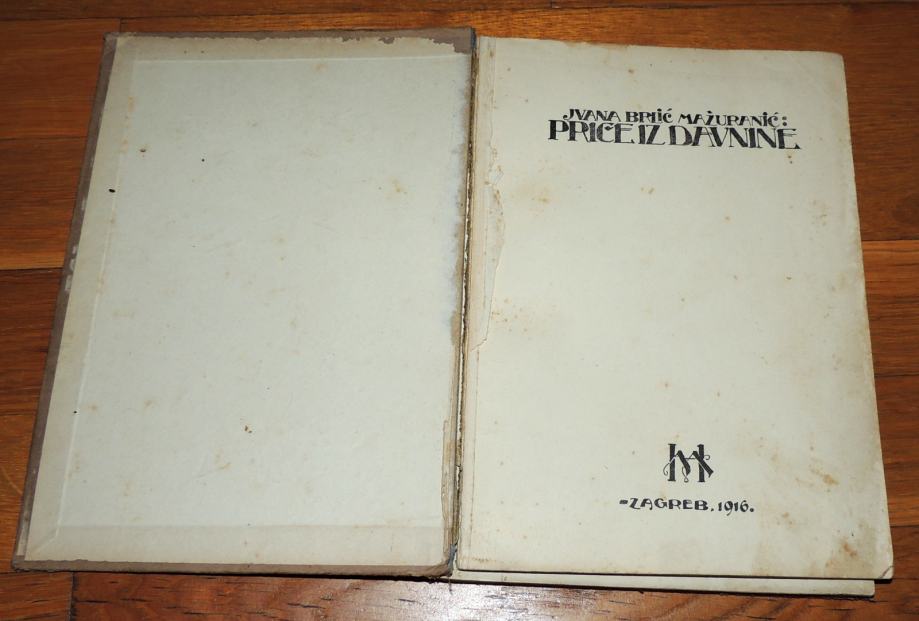 JVANA BRLIĆ MAŽURANIĆ:
PRIČE IZ DAVNINE
-ZAGREB. 1916.